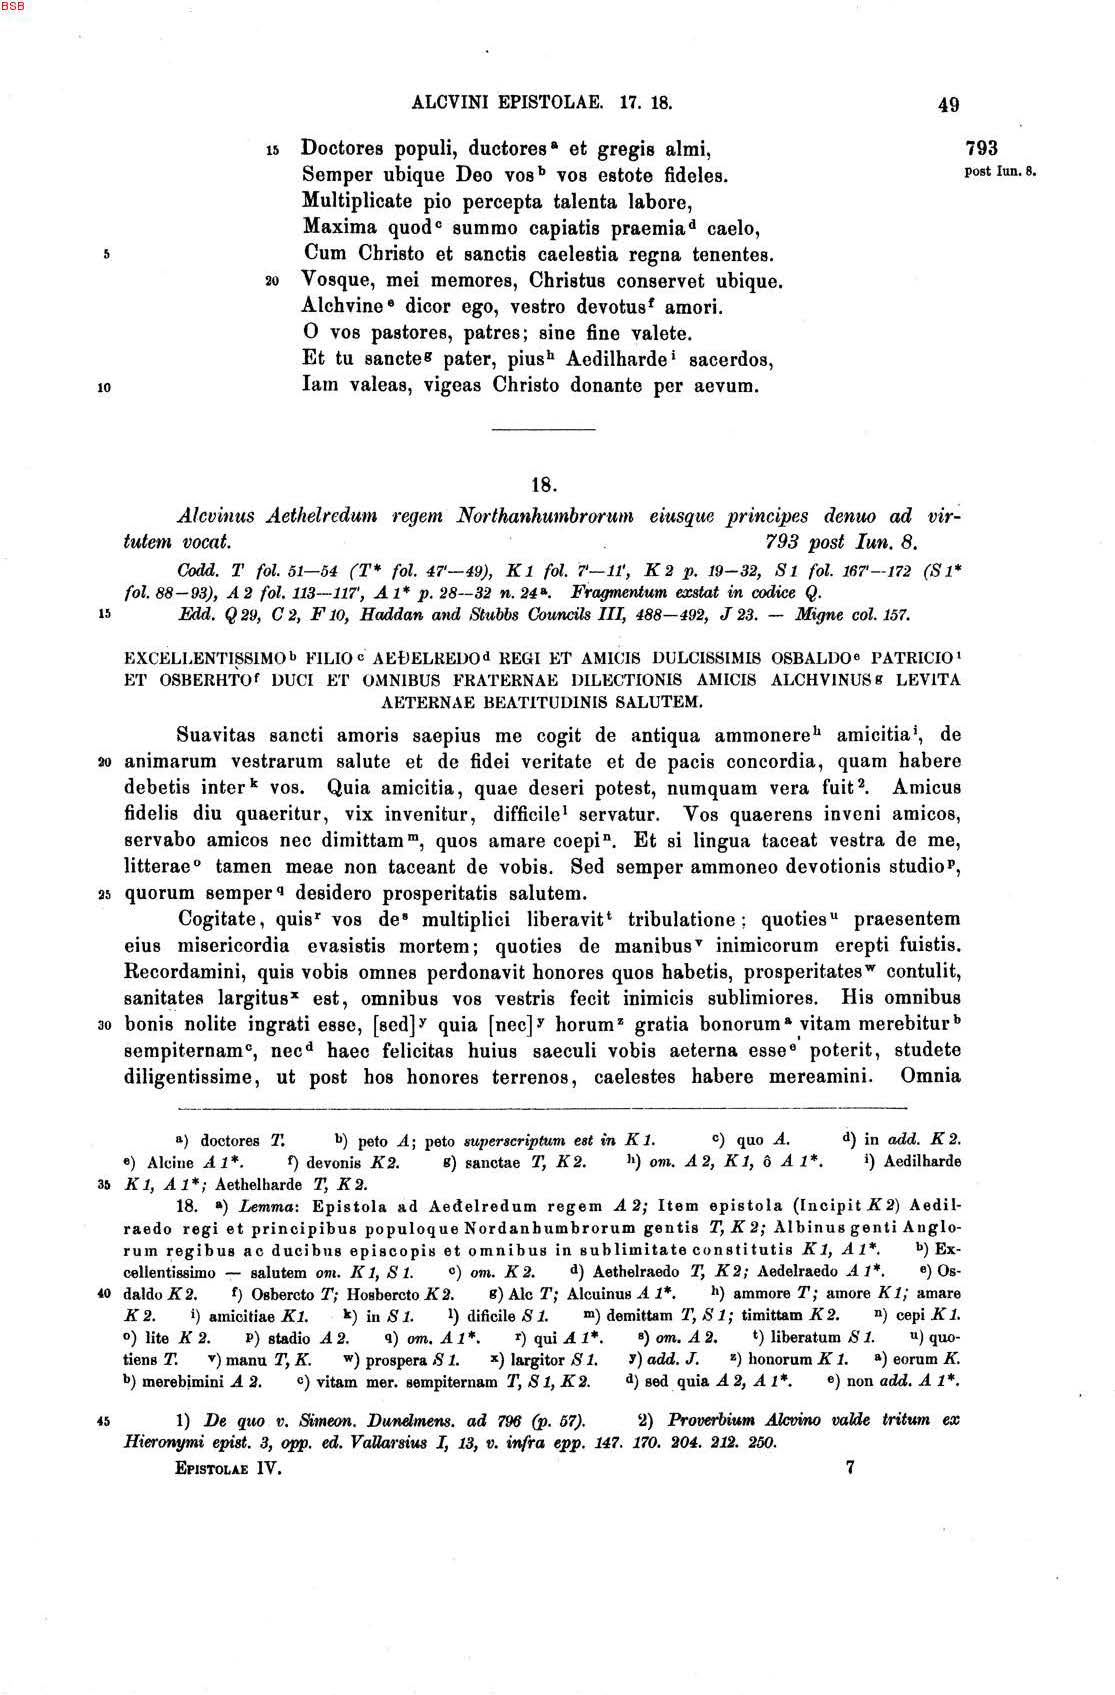 BSB
ALCVINI EPISTOLAE. 17. 18. 49
15 Doctores populi, ductores ᵃ et gregis almi, 793
Semper ubique Deo vos ᵇ vos estote fideles. post Iun. 8.
Multiplicate pio percepta talenta labore,
Maxima quod ᶜ summo capiatis praemia ᵈ caelo,
5 Cum Christo et sanctis caelestia regna tenentes.
20 Vosque, mei memores, Christus conservet ubique.
Alchvine ᵉ dicor ego, vestro devotus ᶠ amori.
O vos pastores, patres; sine fine valete.
Et tu sancte ᵍ pater, pius ʰ Aedilharde ⁱ sacerdos,
10 Iam valeas, vigeas Christo donante per aevum.
18.
Alcvinus Aethelredum regem Northanhumbrorum eiusque principes denuo ad vir-
tutem vocat. 793 post Iun. 8.
Codd. T fol. 51—54 (T* fol. 47'—49), K 1 fol. 7'—11', K 2 p. 19—32, S 1 fol. 167'—172 (S 1*
fol. 88—93), A 2 fol. 113—117', A 1* p. 28—32 n. 24ᵃ. Fragmentum exstat in codice Q.
15 Edd. Q 29, C 2, F 10, Haddan and Stubbs Councils III, 488—492, J 23. — Migne col. 157.
EXCELLENTISSIMO ᵇ FILIO ᶜ AEÐELREDO ᵈ REGI ET AMICIS DULCISSIMIS OSBALDO ᵉ PATRICIO ¹
ET OSBERHTO ᶠ DUCI ET OMNIBUS FRATERNAE DILECTIONIS AMICIS ALCHVINUS ᵍ LEVITA
AETERNAE BEATITUDINIS SALUTEM.
Suavitas sancti amoris saepius me cogit de antiqua ammonere ʰ amicitia ⁱ, de
20 animarum vestrarum salute et de fidei veritate et de pacis concordia, quam habere
debetis inter ᵏ vos. Quia amicitia, quae deseri potest, numquam vera fuit ². Amicus
fidelis diu quaeritur, vix invenitur, difficile ˡ servatur. Vos quaerens inveni amicos,
servabo amicos nec dimittam ᵐ, quos amare coepi ⁿ. Et si lingua taceat vestra de me,
litterae ᵒ tamen meae non taceant de vobis. Sed semper ammoneo devotionis studio ᵖ,
25 quorum semper q desidero prosperitatis salutem.
Cogitate, quis ʳ vos de ˢ multiplici liberavit ᵗ tribulatione; quoties ᵘ praesentem
eius misericordia evasistis mortem; quoties de manibus ᵛ inimicorum erepti fuistis.
Recordamini, quis vobis omnes perdonavit honores quos habetis, prosperitates ʷ contulit,
sanitates largitus ˣ est, omnibus vos vestris fecit inimicis sublimiores. His omnibus
30 bonis nolite ingrati esse, [sed] ʸ quia [nec] ʸ horum ᶻ gratia bonorum ᵃ vitam merebitur ᵇ
sempiternam ᶜ, nec ᵈ haec felicitas huius saeculi vobis aeterna esse ᵉ poterit, studete
diligentissime, ut post hos honores terrenos, caelestes habere mereamini. Omnia
a) doctores T. b) peto A; peto superscriptum est in K 1. c) quo A. d) in add. K 2.
e) Alcine A 1*. f) devonis K 2. g) sanctae T, K 2. h) om. A 2, K 1, ô A 1*. i) Aedilharde
35 K 1, A 1*; Aethelharde T, K 2.
18. a) Lemma: Epistola ad Aeđelredum regem A 2; Item epistola (Incipit K 2) Aedil-
raedo regi et principibus populoque Nordanhumbrorum gentis T, K 2; Albinus genti Anglo-
rum regibus ac ducibus episcopis et omnibus in sublimitate constitutis K 1, A 1*. b) Ex-
cellentissimo — salutem om. K 1, S 1. c) om. K 2. d) Aethelraedo T, K 2; Aedelraedo A 1*. e) Os-
40 daldo K 2. f) Osbercto T; Hosbercto K 2. g) Alc T; Alcuinus A 1*. h) ammore T; amore K 1; amare
K 2. i) amicitiae K 1. k) in S 1. l) dificile S 1. m) demittam T, S 1; timittam K 2. n) cepi K 1.
o) lite K 2. p) stadio A 2. q) om. A 1*. r) qui A 1*. s) om. A 2. t) liberatum S 1. u) quo-
tiens T. v) manu T, K. w) prospera S 1. x) largitor S 1. y) add. J. z) honorum K 1. a) eorum K.
b) merebimini A 2. c) vitam mer. sempiternam T, S 1, K 2. d) sed quia A 2, A 1*. e) non add. A 1*.
45 1) De quo v. Simeon. Dunelmens. ad 796 (p. 57). 2) Proverbium Alcvino valde tritum ex
Hieronymi epist. 3, opp. ed. Vallarsius I, 13, v. infra epp. 147. 170. 204. 212. 250.
EPISTOLAE IV. 7